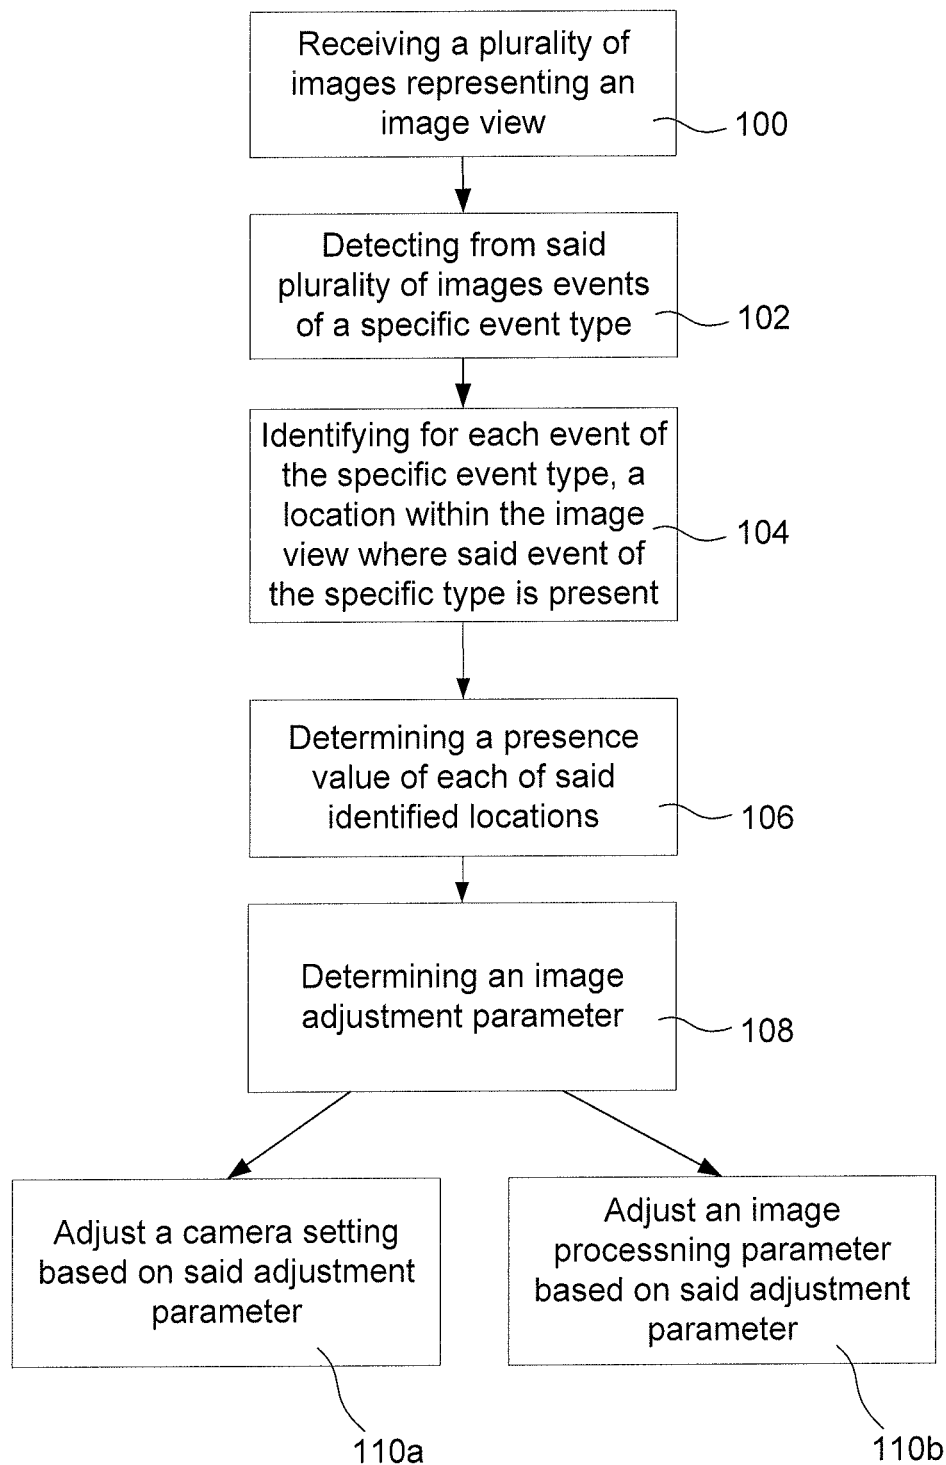 Receiving a plurality of
images representing an
image view
100
Detecting from said
plurality of images events
of a specific event type
102
Identifying for each event of
the specific event type, a
location within the image
view where said event of
the specific type is present
104
Determining a presence
value of each of said
identified locations
106
Determining an image
adjustment parameter
108
Adjust a camera setting
based on said adjustment
parameter
110a
Adjust an image
processning parameter
based on said adjustment
parameter
110b